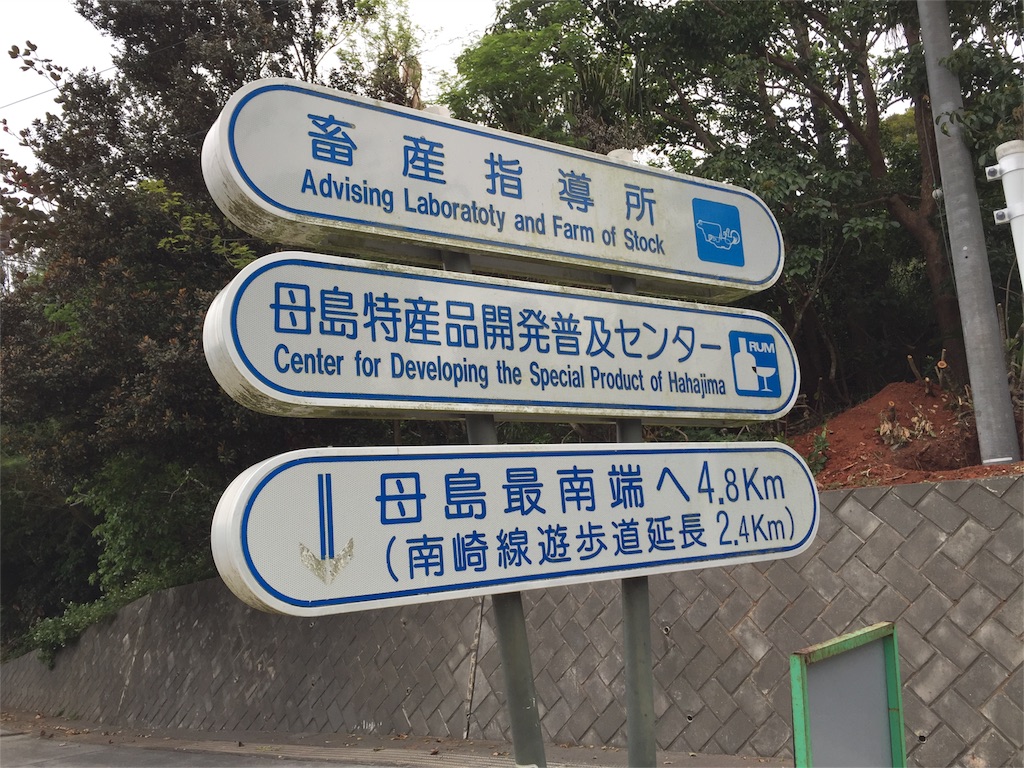 畜産指導所
Advising Laboratoty and Farm of Stock
母島特産品開発普及センター
RUM
Center for Developing the Special Product of Hahajima
母島最南端へ4.8Km
(南崎線遊歩道延長 2.4Km)